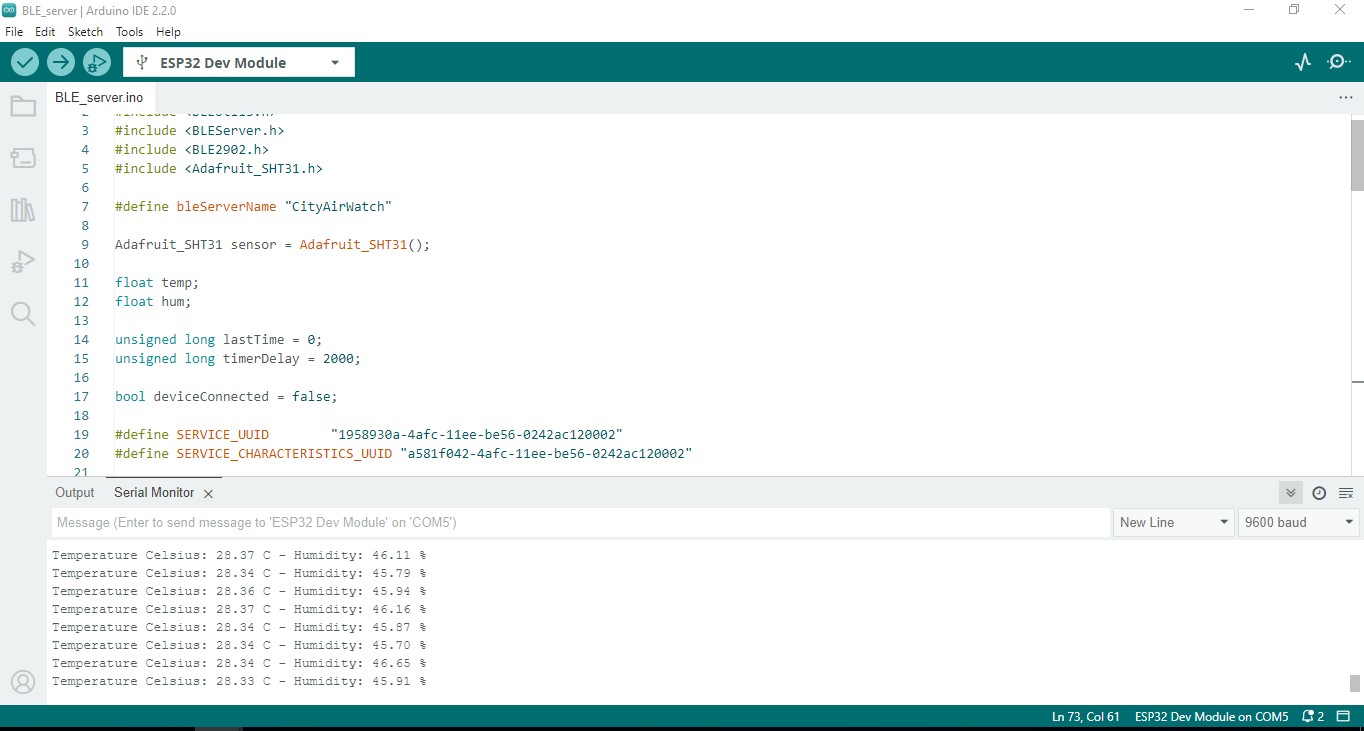 BLE_server | Arduino IDE 2.2.0
File Edit Sketch Tools Help
ESP32 Dev Module
BLE_server.ino
3 #include <BLEServer.h>
4 #include <BLE2902.h>
5 #include <Adafruit_SHT31.h>
6
7 #define bleServerName "CityAirWatch"
8
9 Adafruit_SHT31 sensor = Adafruit_SHT31();
10
11 float temp;
12 float hum;
13
14 unsigned long lastTime = 0;
15 unsigned long timerDelay = 2000;
16
17 bool deviceConnected = false;
18
19 #define SERVICE_UUID "1958930a-4afc-11ee-be56-0242ac120002"
20 #define SERVICE_CHARACTERISTICS_UUID "a581f042-4afc-11ee-be56-0242ac120002"
21
Output Serial Monitor
Message (Enter to send message to 'ESP32 Dev Module' on 'COM5') New Line 9600 baud
Temperature Celsius: 28.37 C - Humidity: 46.11 %
Temperature Celsius: 28.34 C - Humidity: 45.79 %
Temperature Celsius: 28.36 C - Humidity: 45.94 %
Temperature Celsius: 28.37 C - Humidity: 46.16 %
Temperature Celsius: 28.34 C - Humidity: 45.87 %
Temperature Celsius: 28.34 C - Humidity: 45.70 %
Temperature Celsius: 28.34 C - Humidity: 46.65 %
Temperature Celsius: 28.33 C - Humidity: 45.91 %
Ln 73, Col 61 ESP32 Dev Module on COM5 2